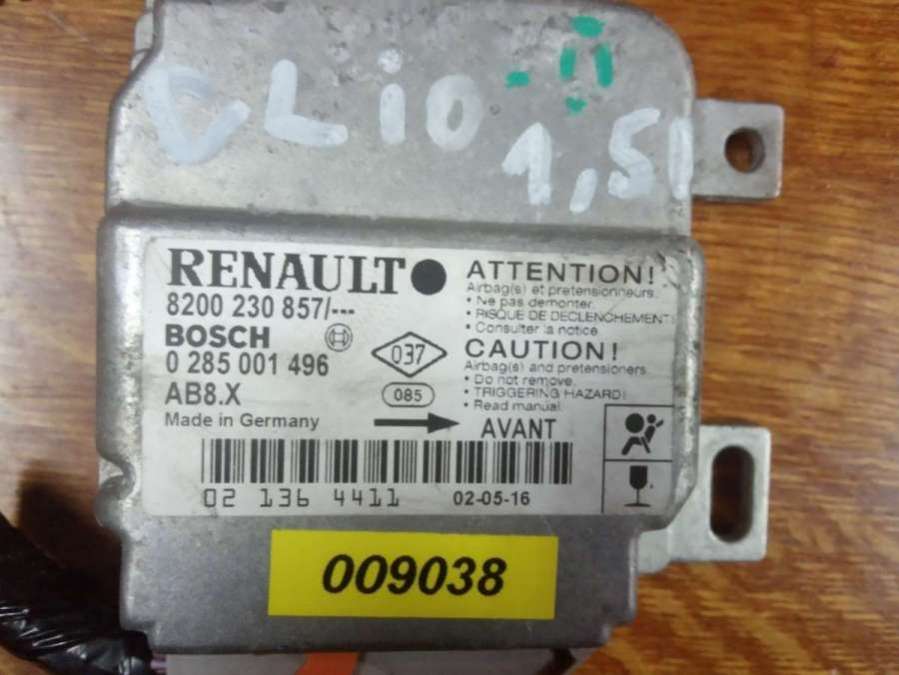 CLIO
1,5l
RENAULT
8200 230 857/---
BOSCH
0 285 001 496
AB8.X
Made in Germany
037
085
AVANT
ATTENTION!
Airbag(s) et pretensionneurs.
• Ne pas demonter.
• RISQUE DE DECLENCHEMENT!
• Consulter la notice
CAUTION!
Airbag(s) and pretensioners.
• Do not remove.
• TRIGGERING HAZARD!
• Read manual.
02 136 4411
02-05-16
009038